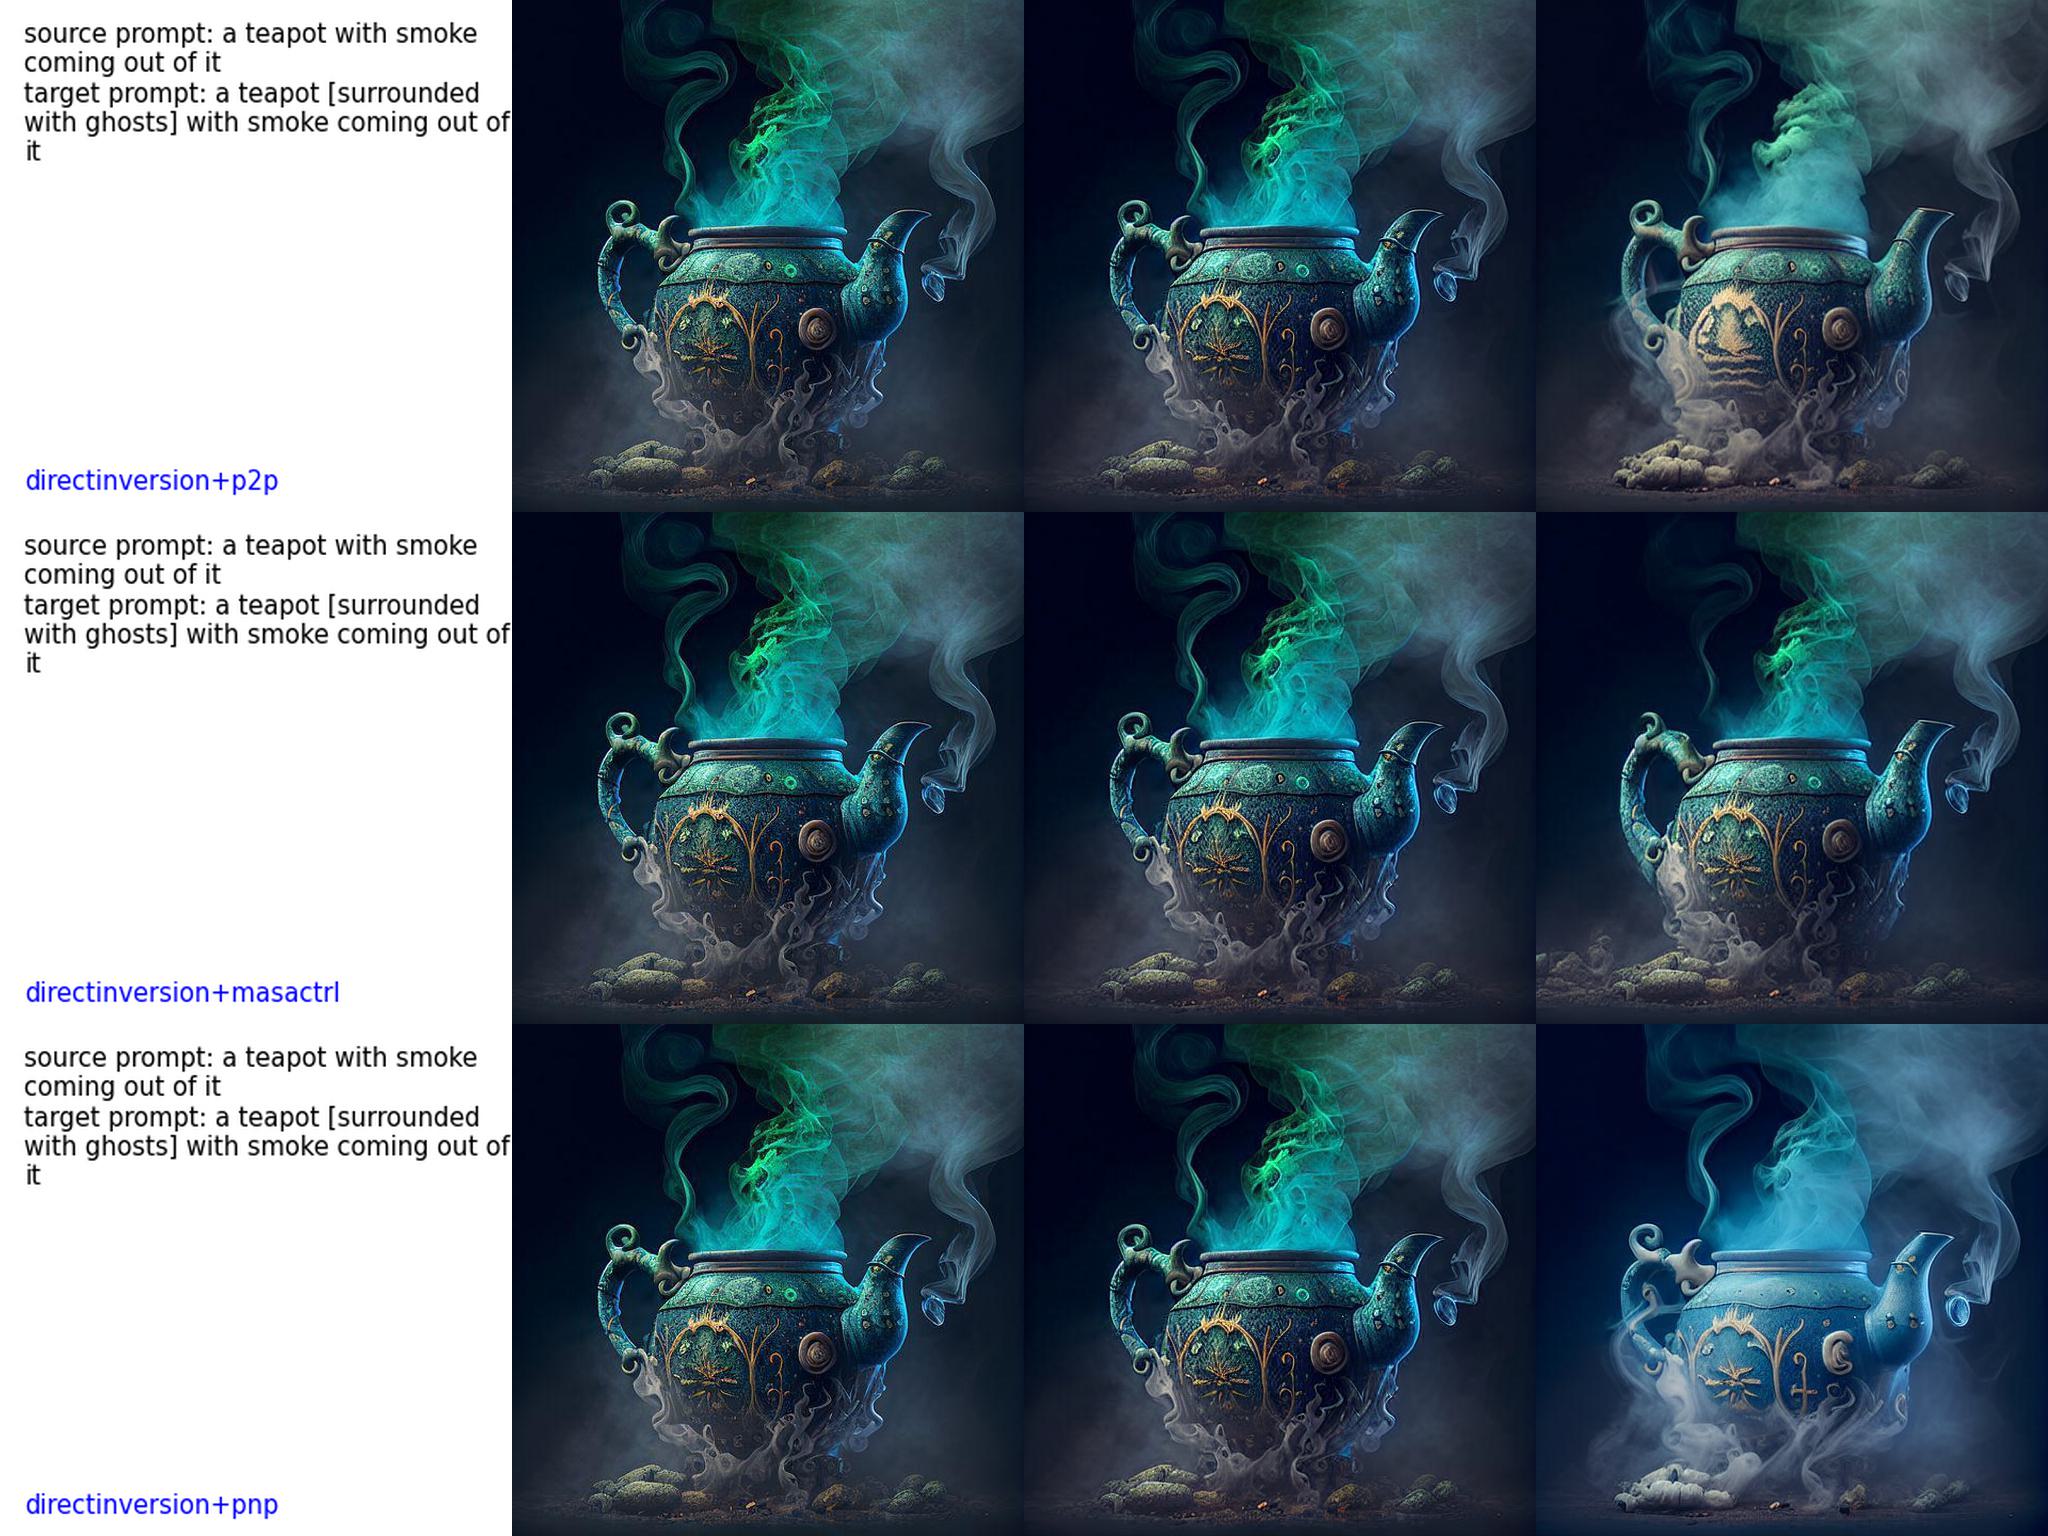 source prompt: a teapot with smoke
coming out of it
target prompt: a teapot [surrounded
with ghosts] with smoke coming out of
it
directinversion+p2p
source prompt: a teapot with smoke
coming out of it
target prompt: a teapot [surrounded
with ghosts] with smoke coming out of
it
directinversion+masactrl
source prompt: a teapot with smoke
coming out of it
target prompt: a teapot [surrounded
with ghosts] with smoke coming out of
it
directinversion+pnp